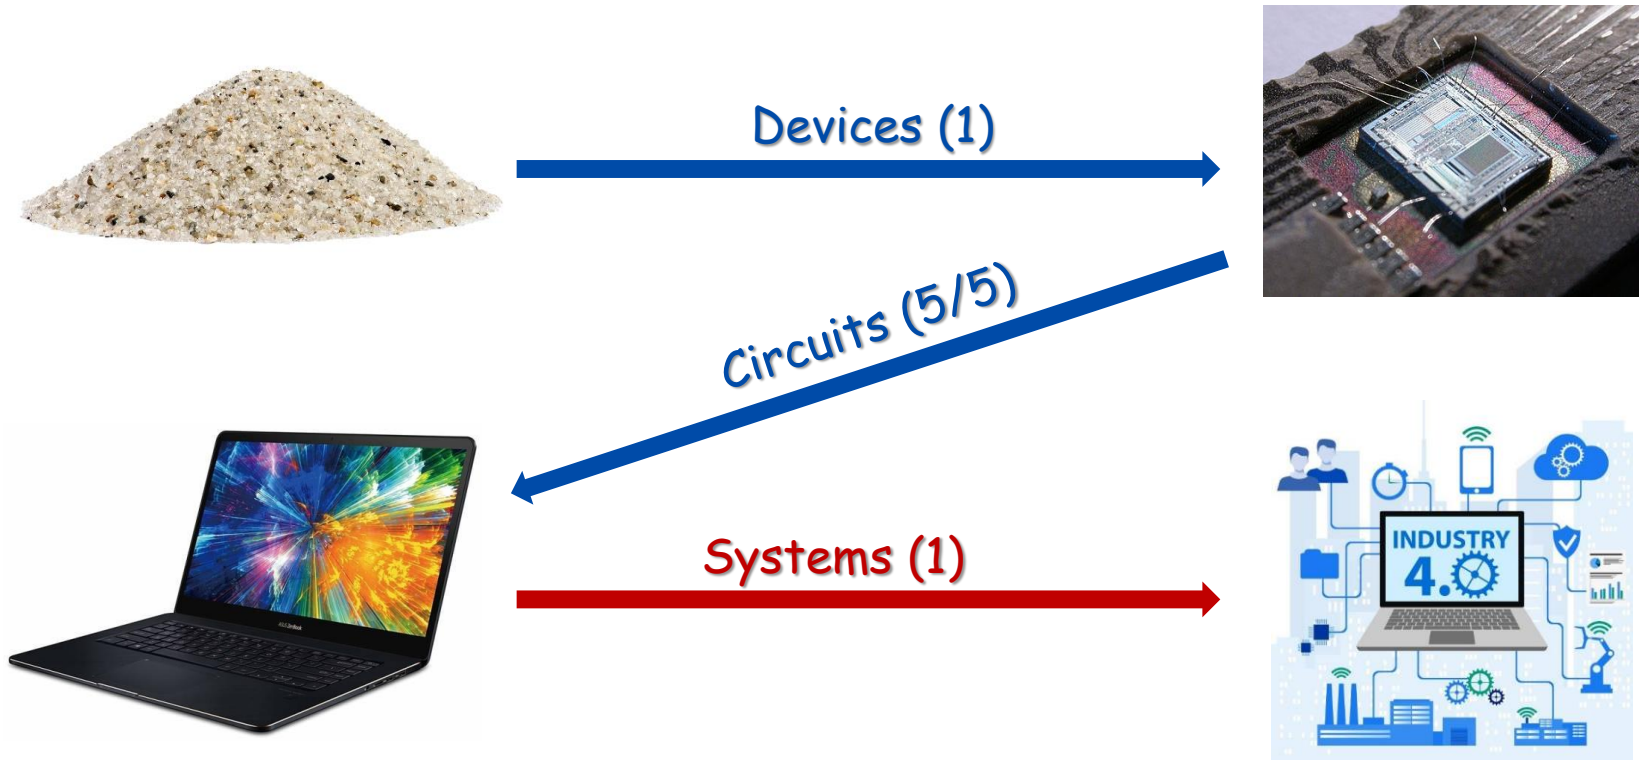 Devices (1)
Circuits (5/5)
Systems (1)
INDUSTRY
4.0